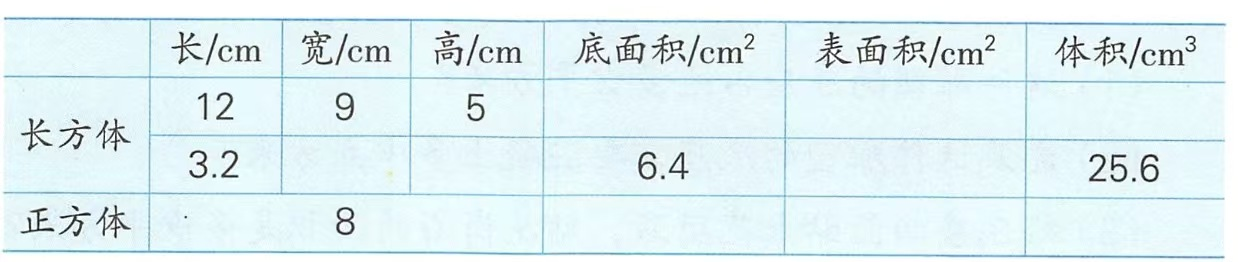 长/cm 宽/cm 高/cm 底面积/cm² 表面积/cm² 体积/cm³
长方体
12 9 5
3.2 6.4 25.6
正方体 8